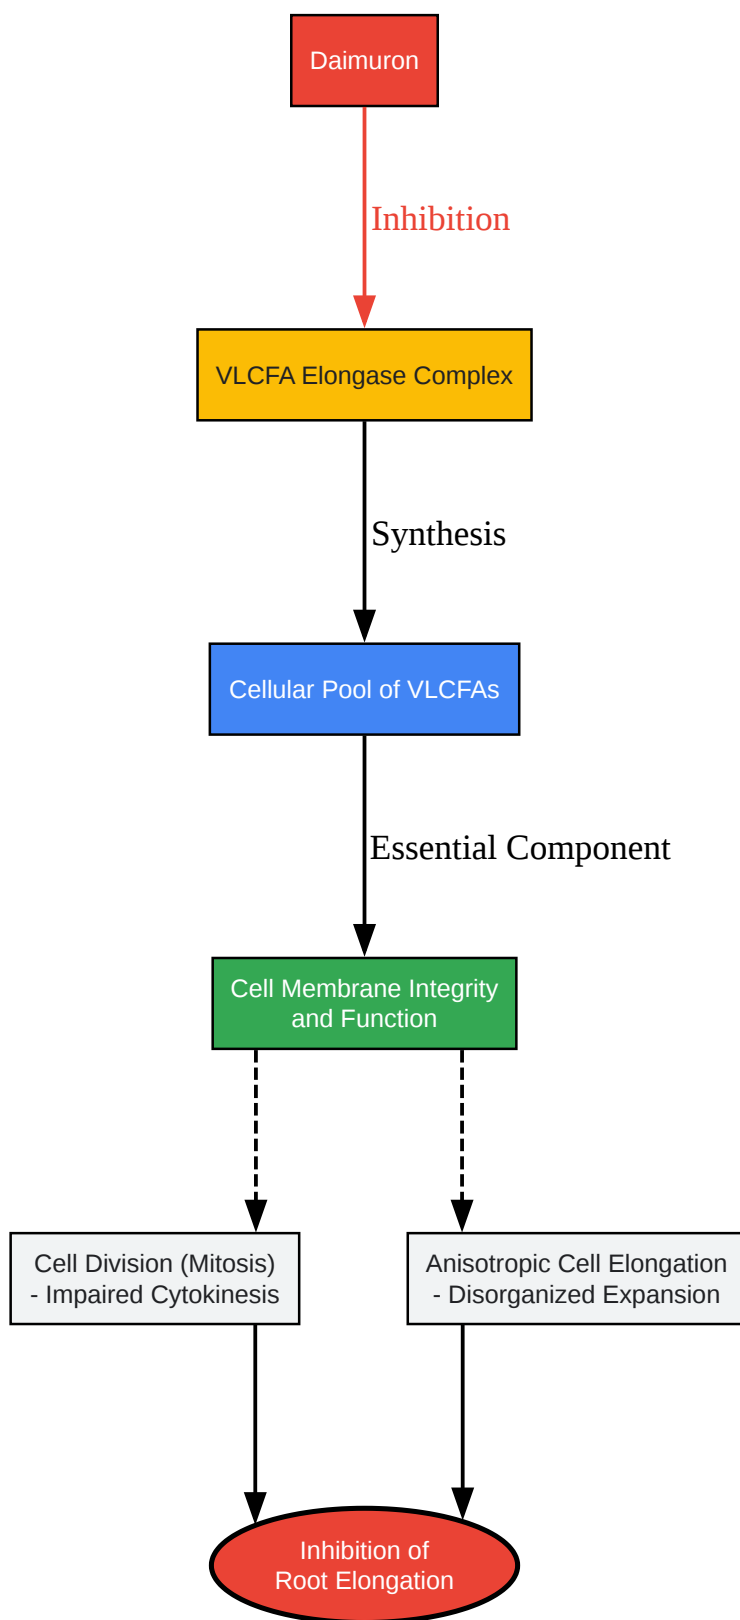 Daimuron
Inhibition
VLCFA Elongase Complex
Synthesis
Cellular Pool of VLCFAs
Essential Component
Cell Membrane Integrity
and Function
Cell Division (Mitosis)
- Impaired Cytokinesis
Anisotropic Cell Elongation
- Disorganized Expansion
Inhibition of
Root Elongation